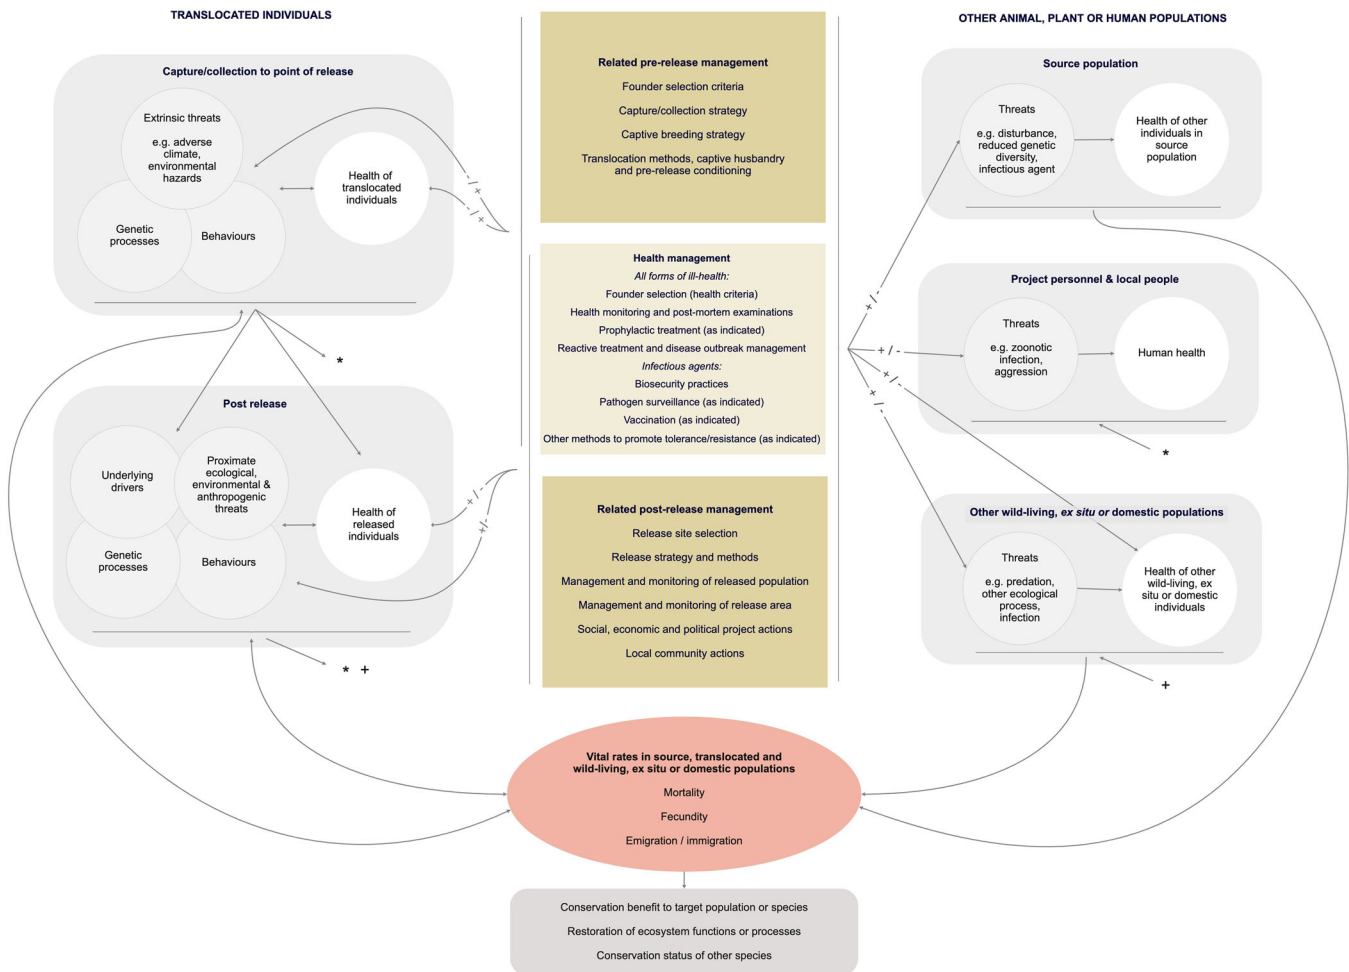 TRANSLOCATED INDIVIDUALS
Capture/collection to point of release
Extrinsic threats
e.g. adverse
climate,
environmental
hazards
Genetic
processes
Behaviours
Health of
translocated
individuals
- / +
- / +
*
Post release
Underlying
drivers
Proximate
ecological,
environmental &
anthropogenic
threats
Genetic
processes
Behaviours
Health of
released
individuals
+ / -
+ / -
* +
Related pre-release management
Founder selection criteria
Capture/collection strategy
Captive breeding strategy
Translocation methods, captive husbandry
and pre-release conditioning
Health management
All forms of ill-health:
Founder selection (health criteria)
Health monitoring and post-mortem examinations
Prophylactic treatment (as indicated)
Reactive treatment and disease outbreak management
Infectious agents:
Biosecurity practices
Pathogen surveillance (as indicated)
Vaccination (as indicated)
Other methods to promote tolerance/resistance (as indicated)
Related post-release management
Release site selection
Release strategy and methods
Management and monitoring of released population
Management and monitoring of release area
Social, economic and political project actions
Local community actions
OTHER ANIMAL, PLANT OR HUMAN POPULATIONS
Source population
Threats
e.g. disturbance,
reduced genetic
diversity,
infectious agent
Health of other
individuals in
source
population
+ / -
Project personnel & local people
Threats
e.g. zoonotic
infection,
aggression
Human health
+ / -
+ / -
+ / -
*
Other wild-living, ex situ or domestic populations
Threats
e.g. predation,
other ecological
process,
infection
Health of other
wild-living, ex
situ or domestic
individuals
+
Vital rates in source, translocated and
wild-living, ex situ or domestic populations
Mortality
Fecundity
Emigration / immigration
Conservation benefit to target population or species
Restoration of ecosystem functions or processes
Conservation status of other species